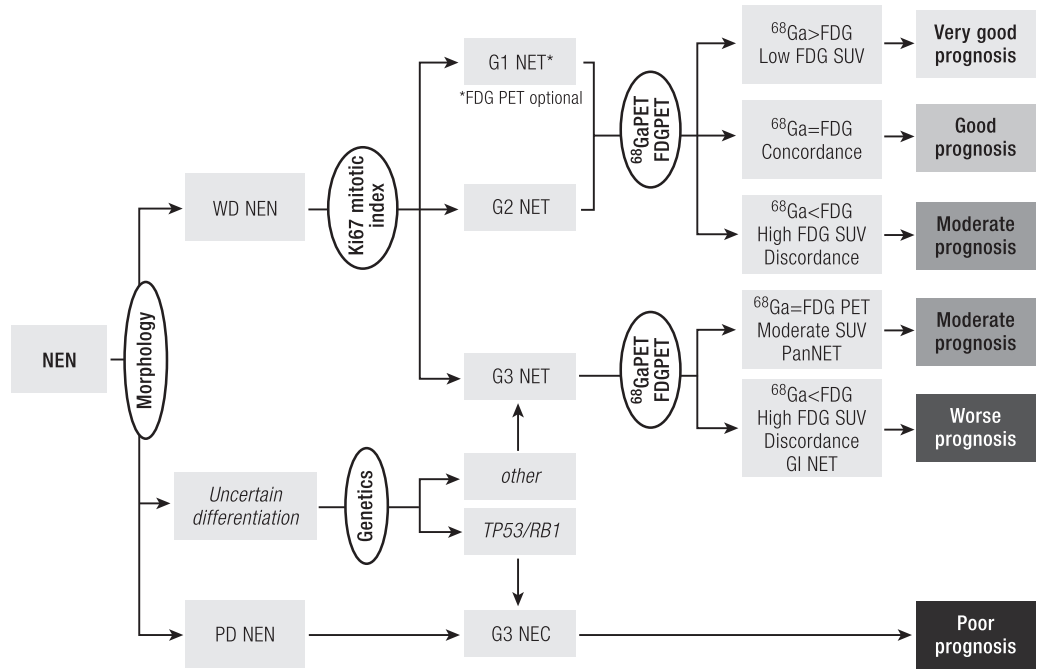 NEN
Morphology
WD NEN
Uncertain
differentiation
PD NEN
Ki67 mitotic
index
Genetics
G1 NET*
*FDG PET optional
G2 NET
G3 NET
other
TP53/RB1
G3 NEC
⁶⁸GaPET
FDGPET
⁶⁸GaPET
FDGPET
⁶⁸Ga>FDG
Low FDG SUV
Very good
prognosis
⁶⁸Ga=FDG
Concordance
Good
prognosis
⁶⁸Ga<FDG
High FDG SUV
Discordance
Moderate
prognosis
⁶⁸Ga=FDG PET
Moderate SUV
PanNET
Moderate
prognosis
⁶⁸Ga<FDG
High FDG SUV
Discordance
GI NET
Worse
prognosis
Poor
prognosis